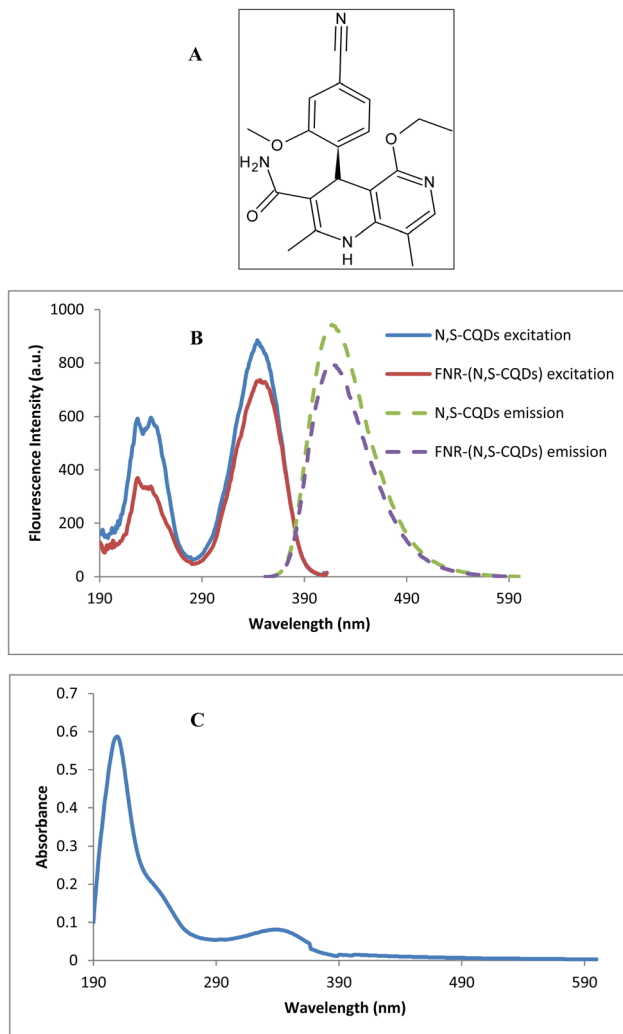 A
N
O
H₂N
O
O
N
N
H
B
1000
800
600
400
200
0
190
290
390
490
590
Flourescence Intensity (a.u.)
Wavelength (nm)
N,S-CQDs excitation
FNR-(N,S-CQDs) excitation
N,S-CQDs emission
FNR-(N,S-CQDs) emission
C
0.7
0.6
0.5
0.4
0.3
0.2
0.1
0
190
290
390
490
590
Absorbance
Wavelength (nm)